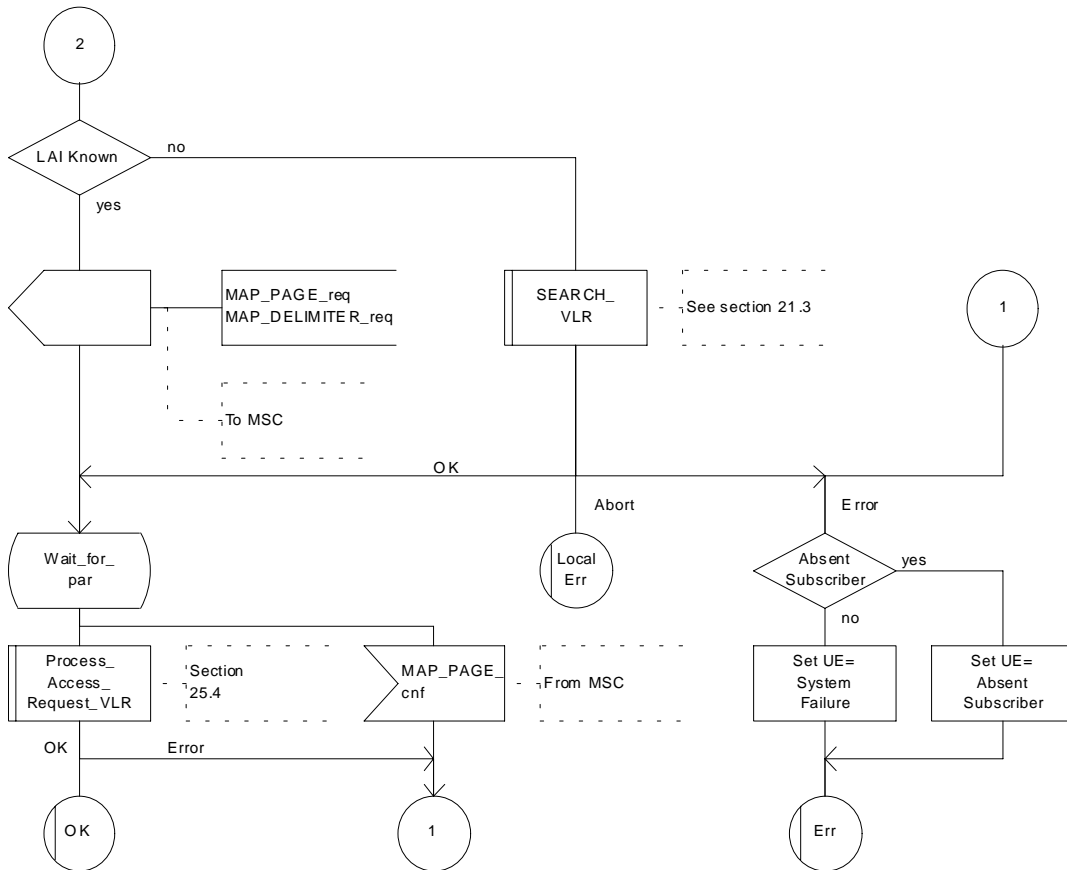 2
LAI Known
no
yes
MAP_PAGE_req
MAP_DELIMITER_req
SEARCH_
VLR
See section 21.3
1
To MSC
OK
Abort
Error
Wait_for_
par
Local
Err
Absent
Subscriber
yes
no
Process_
Access_
Request_VLR
Section
25.4
MAP_PAGE_
cnf
From MSC
Set UE=
System
Failure
Set UE=
Absent
Subscriber
OK
Error
OK
1
Err